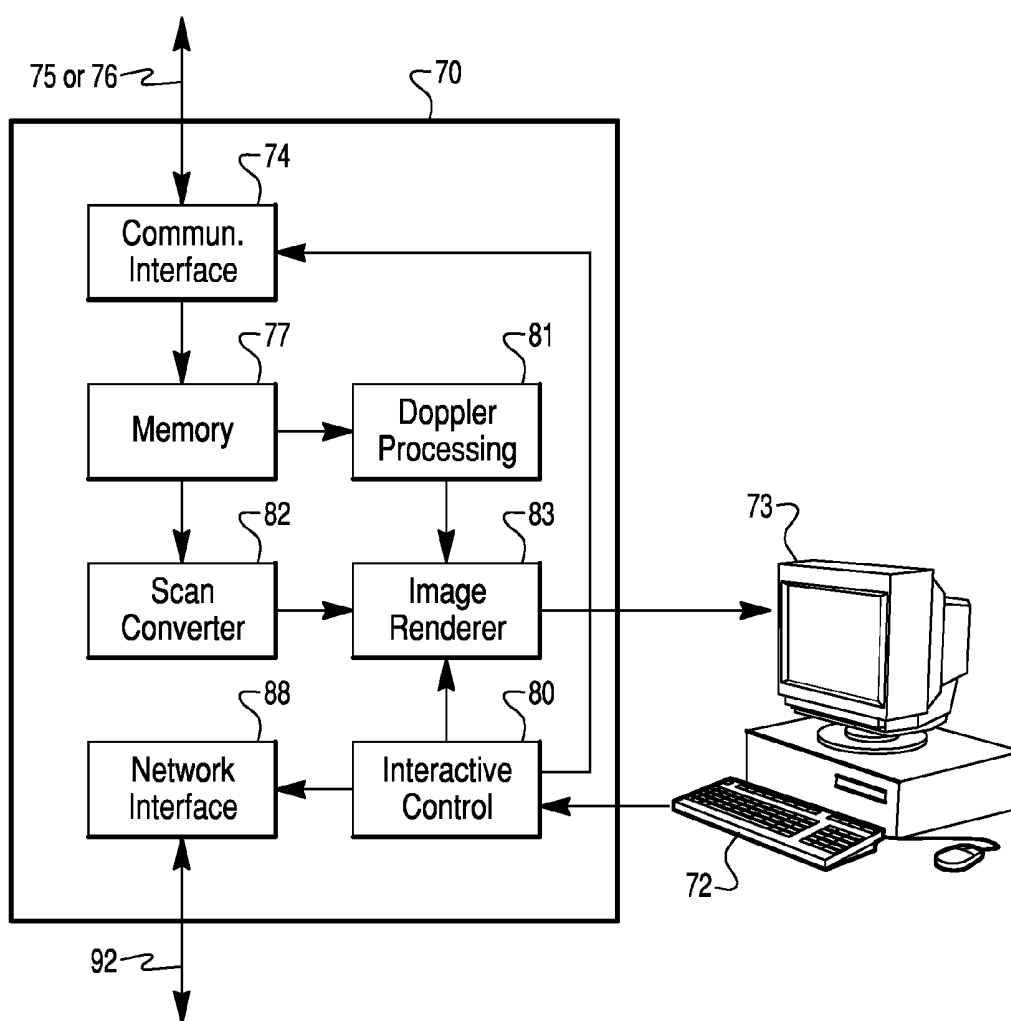 75 or 76
70
74
Commun.
Interface
77
81
Memory
Doppler
Processing
82
83
73
Scan
Converter
Image
Renderer
88
80
Network
Interface
Interactive
Control
72
92